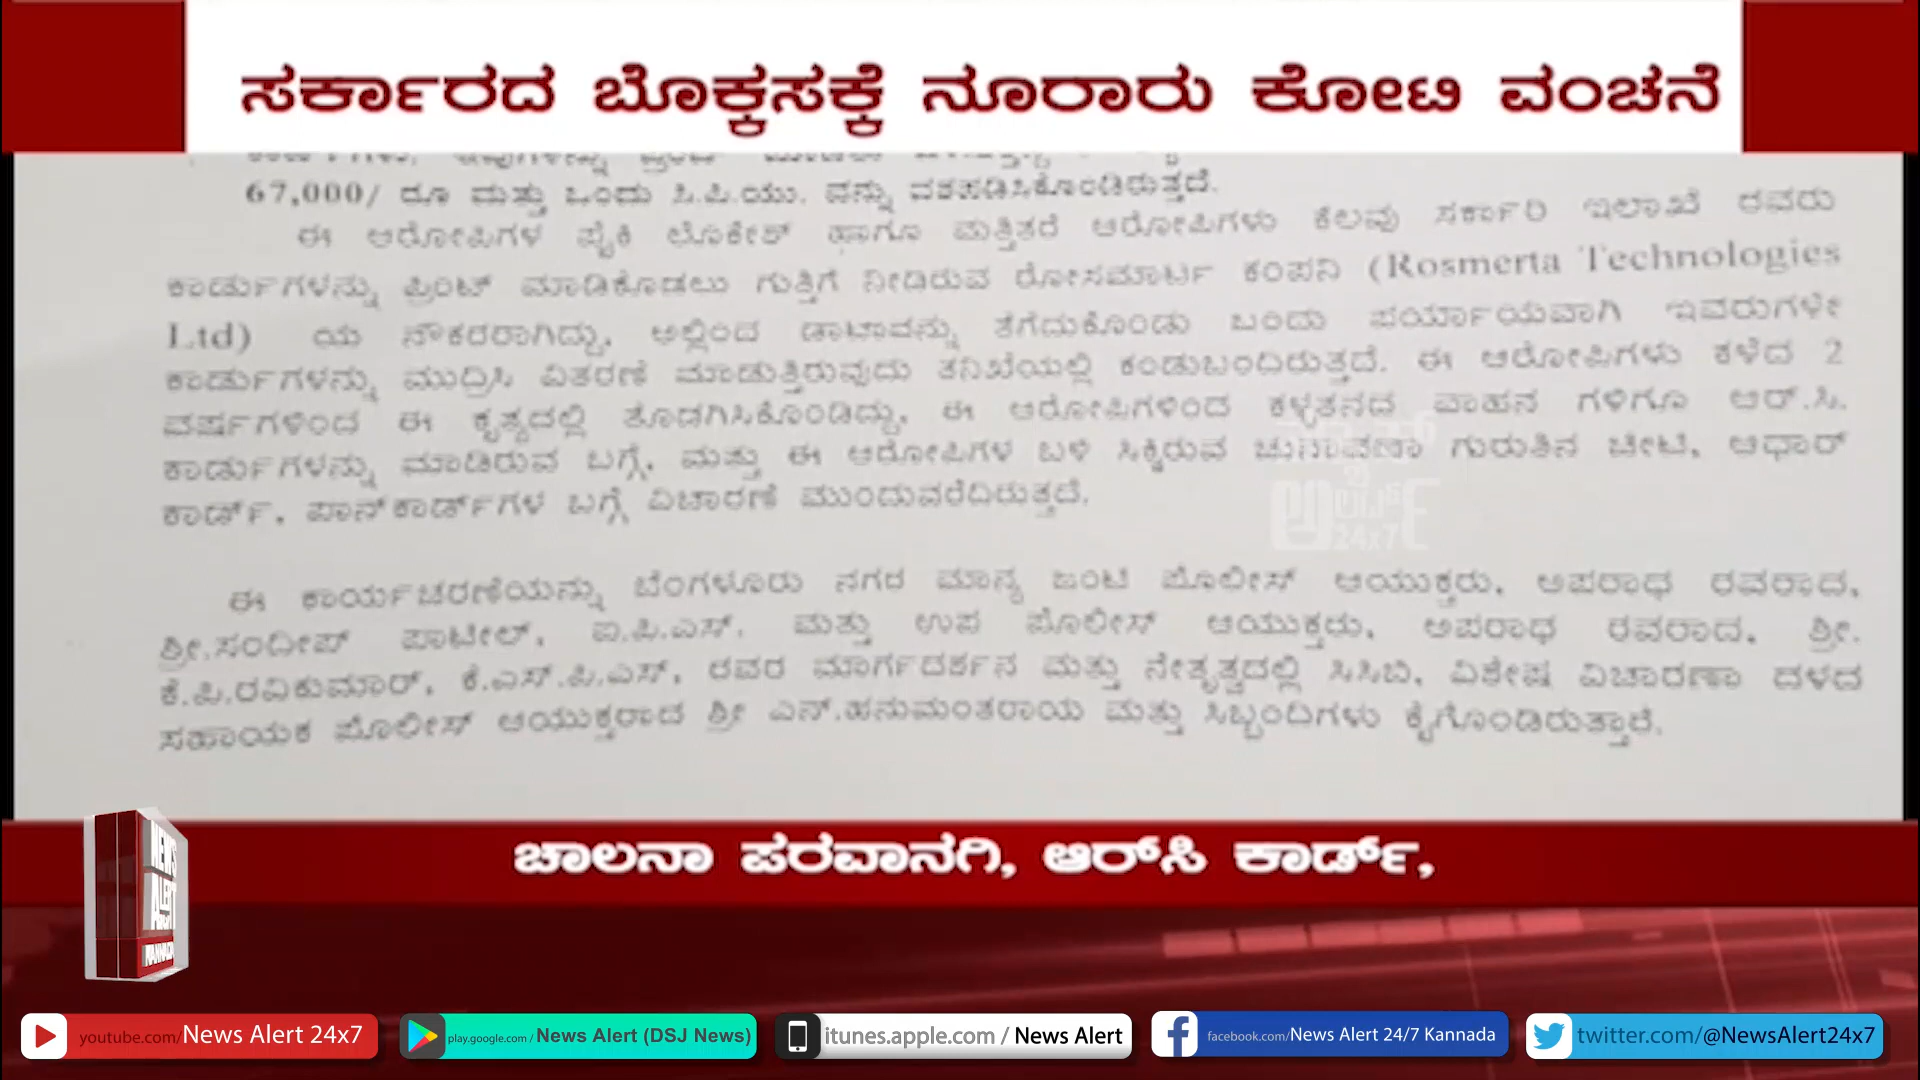 ಸರ್ಕಾರದ ಬೊಕ್ಕಸಕ್ಕೆ ನೂರಾರು ಕೋಟಿ ವಂಚನೆ
67,000/ ರೂ ಮತ್ತು ಒಂದು ಸಿ.ಪಿ.ಯು. ವನ್ನು ವಶಪಡಿಸಿಕೊಂಡಿರುತ್ತದೆ.
ಈ ಆರೋಪಿಗಳ ಪೈಕಿ ಲೋಕೇಶ್ ಹಾಗೂ ಮತ್ತಿತರೆ ಆರೋಪಿಗಳು ಕೆಲವು ಸರ್ಕಾರಿ ಇಲಾಖೆ ರವರು
ಕಾರ್ಡುಗಳನ್ನು ಪ್ರಿಂಟ್ ಮಾಡಿಕೊಡಲು ಗುತ್ತಿಗೆ ನೀಡಿರುವ ರೋಸಮಾರ್ಟ ಕಂಪನಿ (Rosmerta Technologies
Ltd) ಯ ನೌಕರರಾಗಿದ್ದು, ಅಲ್ಲಿಂದ ಡಾಟಾವನ್ನು ತೆಗೆದುಕೊಂಡು ಬಂದು ಪರ್ಯಾಯವಾಗಿ ಇವರುಗಳೇ
ಕಾರ್ಡುಗಳನ್ನು ಮುದ್ರಿಸಿ ವಿತರಣೆ ಮಾಡುತ್ತಿರುವುದು ತನಿಖೆಯಲ್ಲಿ ಕಂಡುಬಂದಿರುತ್ತದೆ. ಈ ಆರೋಪಿಗಳು ಕಳೆದ 2
ವರ್ಷಗಳಿಂದ ಈ ಕೃತ್ಯದಲ್ಲಿ ತೊಡಗಿಸಿಕೊಂಡಿದ್ದು, ಈ ಆರೋಪಿಗಳಿಂದ ಕಳ್ಳತನದ ವಾಹನ ಗಳಿಗೂ ಆರ್.ಸಿ.
ಕಾರ್ಡುಗಳನ್ನು ಮಾಡಿರುವ ಬಗ್ಗೆ, ಮತ್ತು ಈ ಆರೋಪಿಗಳ ಬಳಿ ಸಿಕ್ಕಿರುವ ಚುನಾವಣಾ ಗುರುತಿನ ಚೀಟಿ, ಆಧಾರ್
ಕಾರ್ಡ್, ಪಾನ್‌ಕಾರ್ಡ್‌ಗಳ ಬಗ್ಗೆ ವಿಚಾರಣೆ ಮುಂದುವರೆದಿರುತ್ತದೆ.
24x7
ಈ ಕಾರ್ಯಚರಣೆಯನ್ನು ಬೆಂಗಳೂರು ನಗರ ಮಾನ್ಯ ಜಂಟಿ ಪೊಲೀಸ್ ಆಯುಕ್ತರು, ಅಪರಾಧ ರವರಾದ,
ಶ್ರೀ.ಸಂದೀಪ್ ಪಾಟೀಲ್, ಐ.ಪಿ.ಎಸ್. ಮತ್ತು ಉಪ ಪೊಲೀಸ್ ಆಯುಕ್ತರು, ಅಪರಾಧ ರವರಾದ, ಶ್ರೀ.
ಕೆ.ಪಿ.ರವಿಕುಮಾರ್, ಕೆ.ಎಸ್.ಪಿ.ಎಸ್, ರವರ ಮಾರ್ಗದರ್ಶನ ಮತ್ತು ನೇತೃತ್ವದಲ್ಲಿ ಸಿಸಿಬಿ, ವಿಶೇಷ ವಿಚಾರಣಾ ದಳದ
ಸಹಾಯಕ ಪೊಲೀಸ್ ಆಯುಕ್ತರಾದ ಶ್ರೀ ಎನ್.ಹನುಮಂತರಾಯ ಮತ್ತು ಸಿಬ್ಬಂದಿಗಳು ಕೈಗೊಂಡಿರುತ್ತಾರೆ.
ಚಾಲನಾ ಪರವಾನಗಿ, ಆರ್‌ಸಿ ಕಾರ್ಡ್,
NEWS
ALERT
KANNADA
youtube.com/News Alert 24x7
play.google.com / News Alert (DSJ News)
itunes.apple.com / News Alert
facebook.com/News Alert 24/7 Kannada
twitter.com/@NewsAlert24x7